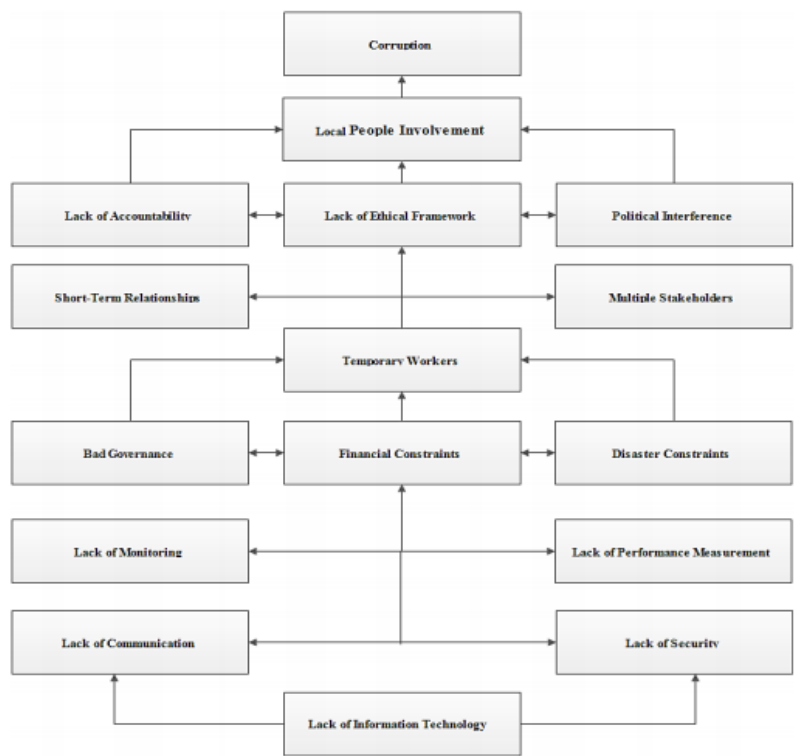 Corruption
Local People Involvement
Lack of Accountability
Lack of Ethical Framework
Political Interference
Short-Term Relationships
Multiple Stakeholders
Temporary Workers
Bad Governance
Financial Constraints
Disaster Constraints
Lack of Monitoring
Lack of Performance Measurement
Lack of Communication
Lack of Security
Lack of Information Technology